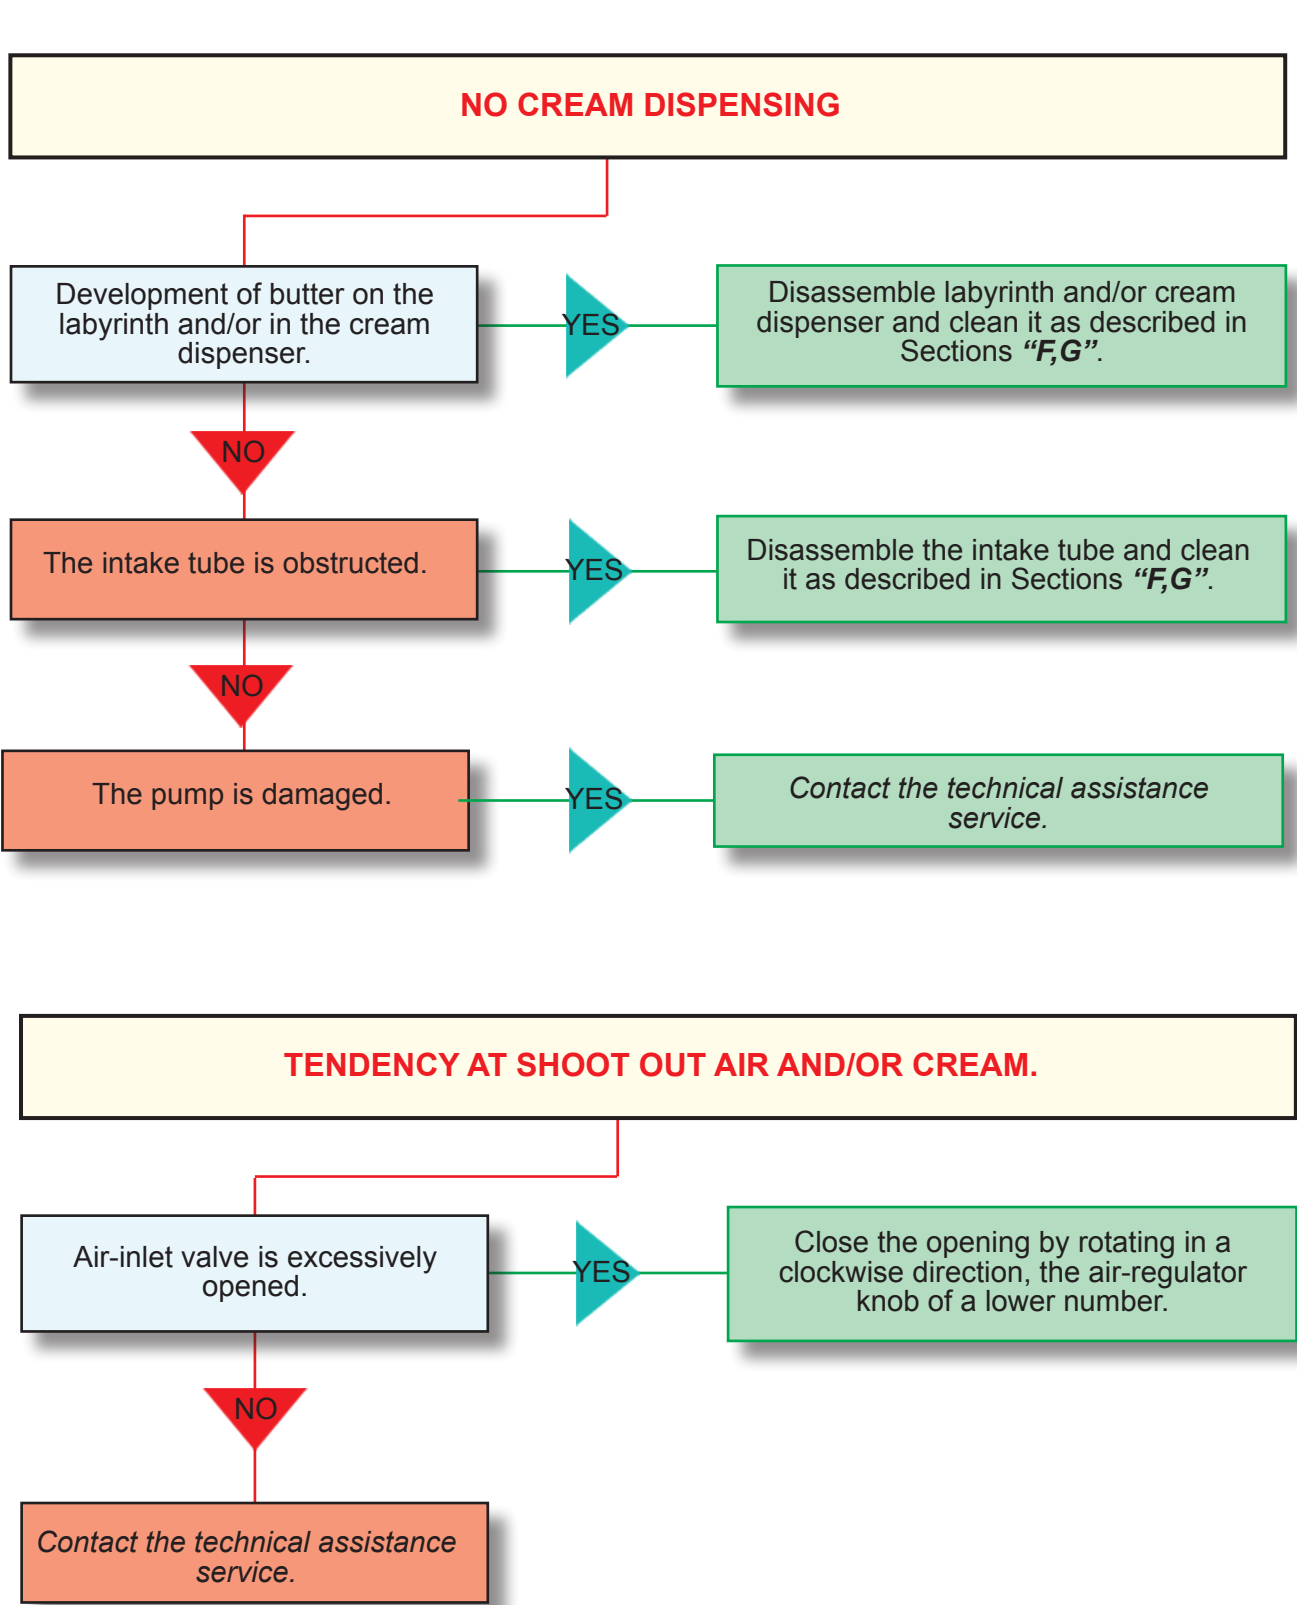 NO CREAM DISPENSING
Development of butter on the
labyrinth and/or in the cream
dispenser.
YES
Disassemble labyrinth and/or cream
dispenser and clean it as described in
Sections “F,G”.
NO
The intake tube is obstructed.
YES
Disassemble the intake tube and clean
it as described in Sections “F,G”.
NO
The pump is damaged.
YES
Contact the technical assistance
service.
TENDENCY AT SHOOT OUT AIR AND/OR CREAM.
Air-inlet valve is excessively
opened.
YES
Close the opening by rotating in a
clockwise direction, the air-regulator
knob of a lower number.
NO
Contact the technical assistance
service.